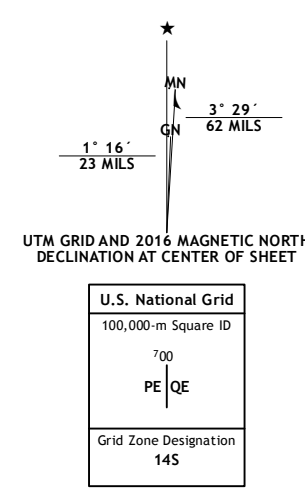 ★
MN
3° 29´
62 MILS
GN
1° 16´
23 MILS
UTM GRID AND 2016 MAGNETIC NORTH
DECLINATION AT CENTER OF SHEET
U.S. National Grid
100,000-m Square ID
⁷00
PE QE
Grid Zone Designation
14S